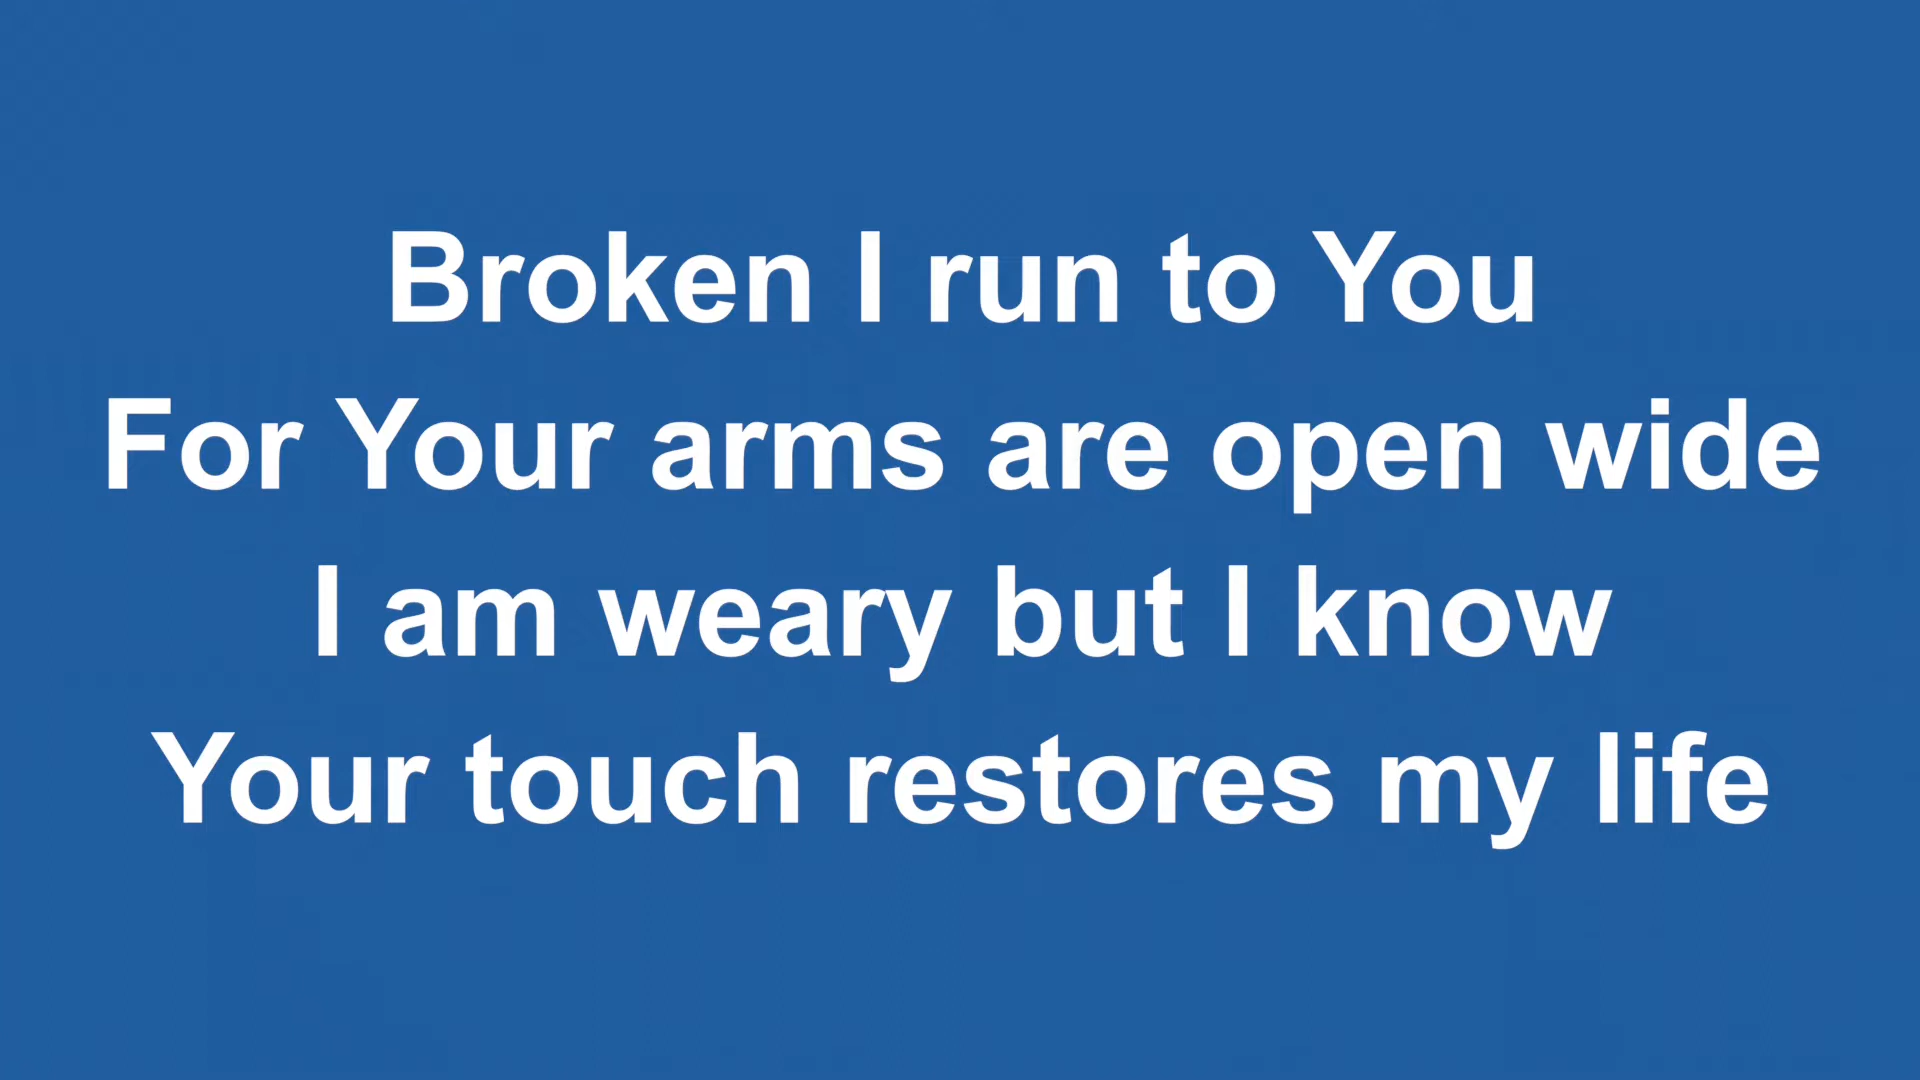 Broken I run to You
For Your arms are open wide
I am weary but I know
Your touch restores my life